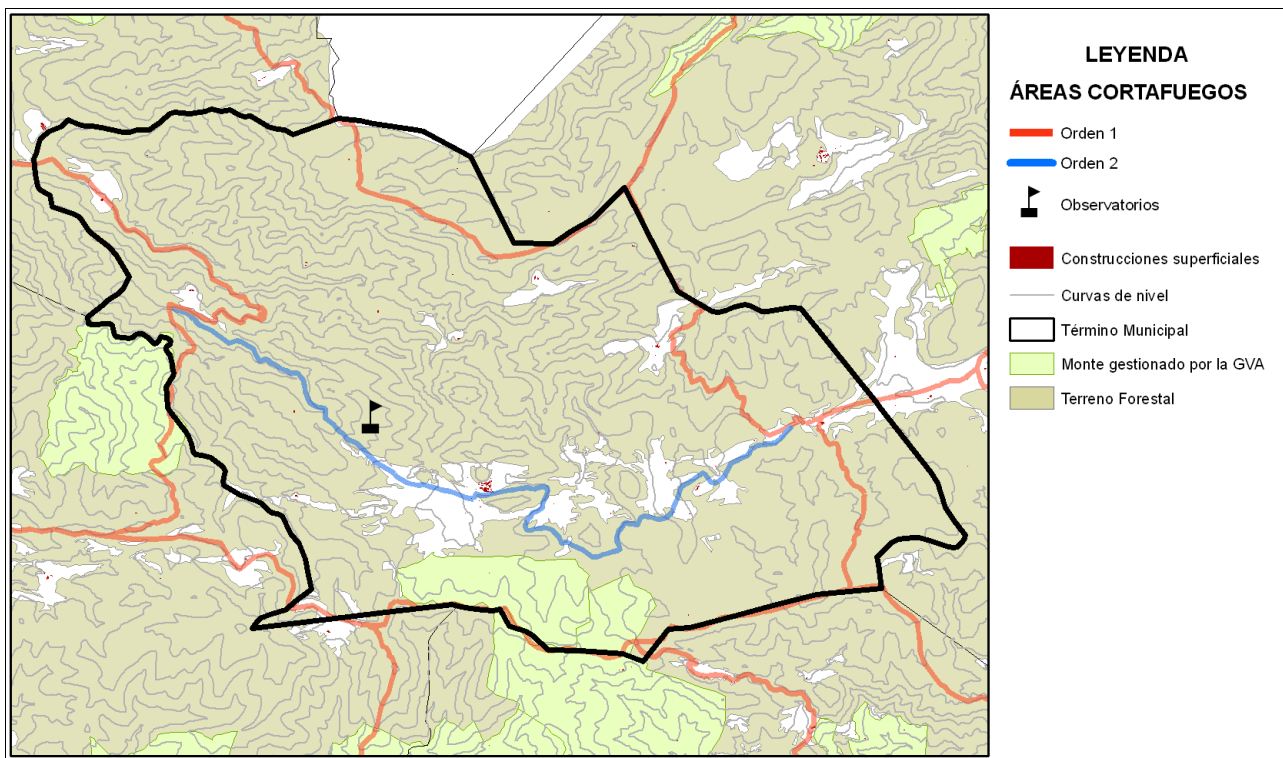 LEYENDA
ÁREAS CORTAFUEGOS
Orden 1
Orden 2
Observatorios
Construcciones superficiales
Curvas de nivel
Término Municipal
Monte gestionado por la GVA
Terreno Forestal